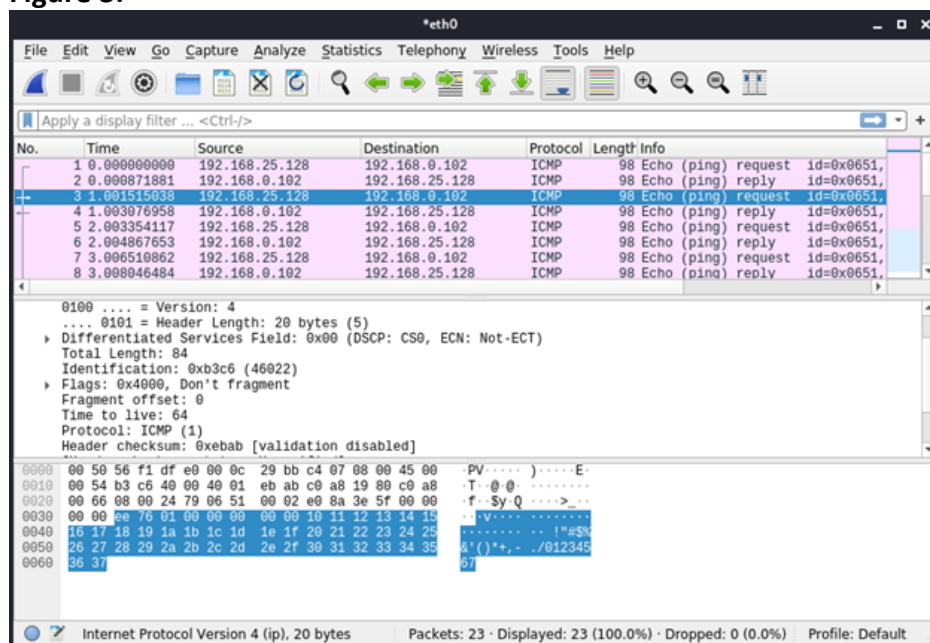 Figure 3:
*eth0
File Edit View Go Capture Analyze Statistics Telephony Wireless Tools Help
Apply a display filter ... <Ctrl-/>
No. Time Source Destination Protocol Length Info
1 0.000000000 192.168.25.128 192.168.0.102 ICMP 98 Echo (ping) request id=0x0651,
2 0.000871881 192.168.0.102 192.168.25.128 ICMP 98 Echo (ping) reply id=0x0651,
3 1.001515038 192.168.25.128 192.168.0.102 ICMP 98 Echo (ping) request id=0x0651,
4 1.003076958 192.168.0.102 192.168.25.128 ICMP 98 Echo (ping) reply id=0x0651,
5 2.003354117 192.168.25.128 192.168.0.102 ICMP 98 Echo (ping) request id=0x0651,
6 2.004867653 192.168.0.102 192.168.25.128 ICMP 98 Echo (ping) reply id=0x0651,
7 3.006510862 192.168.25.128 192.168.0.102 ICMP 98 Echo (ping) request id=0x0651,
8 3.008046484 192.168.0.102 192.168.25.128 ICMP 98 Echo (ping) reply id=0x0651,
0100 .... = Version: 4
.... 0101 = Header Length: 20 bytes (5)
Differentiated Services Field: 0x00 (DSCP: CS0, ECN: Not-ECT)
Total Length: 84
Identification: 0xb3c6 (46022)
Flags: 0x4000, Don't fragment
Fragment offset: 0
Time to live: 64
Protocol: ICMP (1)
Header checksum: 0xebab [validation disabled]
0000 00 50 56 f1 df e0 00 0c 29 bb c4 07 08 00 45 00 ·PV····· )·····E·
0010 00 54 b3 c6 40 00 40 01 eb ab c0 a8 19 80 c0 a8 ·T··@·@· ········
0020 00 66 08 00 24 79 06 51 00 02 e0 8a 3e 5f 00 00 ·f··$y·Q ····>_··
0030 00 00 ee 76 01 00 00 00 00 00 10 11 12 13 14 15 ···v···· ········
0040 16 17 18 19 1a 1b 1c 1d 1e 1f 20 21 22 23 24 25 ········ ·· !"#$%
0050 26 27 28 29 2a 2b 2c 2d 2e 2f 30 31 32 33 34 35 &'()*+,- ./012345
0060 36 37 67
Internet Protocol Version 4 (ip), 20 bytes Packets: 23 · Displayed: 23 (100.0%) · Dropped: 0 (0.0%) Profile: Default